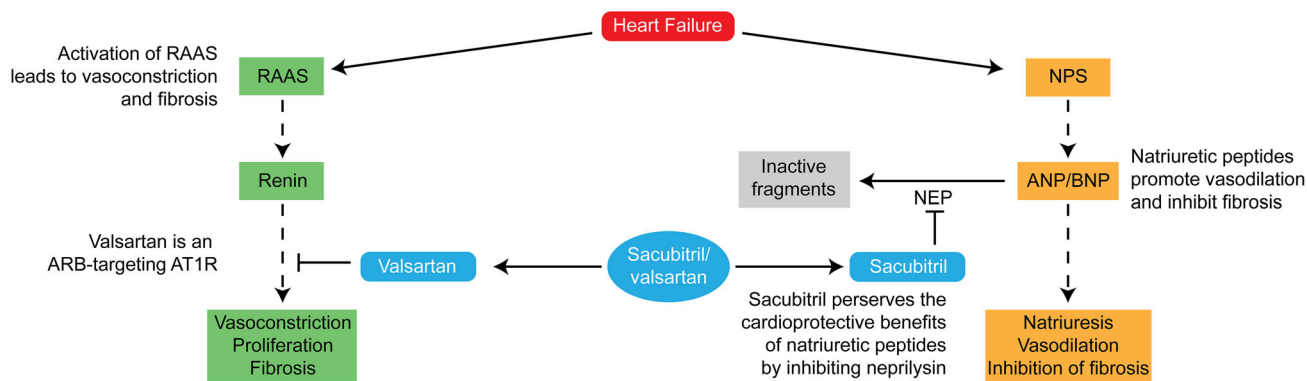 Heart Failure
Activation of RAAS
leads to vasoconstriction
and fibrosis
RAAS
NPS
Renin
Inactive
fragments
NEP
ANP/BNP
Natriuretic peptides
promote vasodilation
and inhibit fibrosis
Valsartan is an
ARB-targeting AT1R
Valsartan
Sacubitril/
valsartan
Sacubitril
Sacubitril perserves the
cardioprotective benefits
of natriuretic peptides
by inhibiting neprilysin
Vasoconstriction
Proliferation
Fibrosis
Natriuresis
Vasodilation
Inhibition of fibrosis